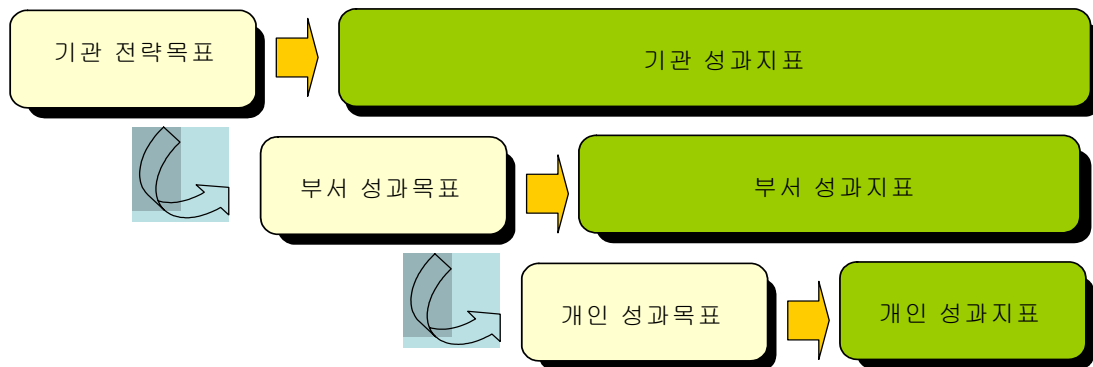 기관 전략목표
기관 성과지표
부서 성과목표
부서 성과지표
개인 성과목표
개인 성과지표